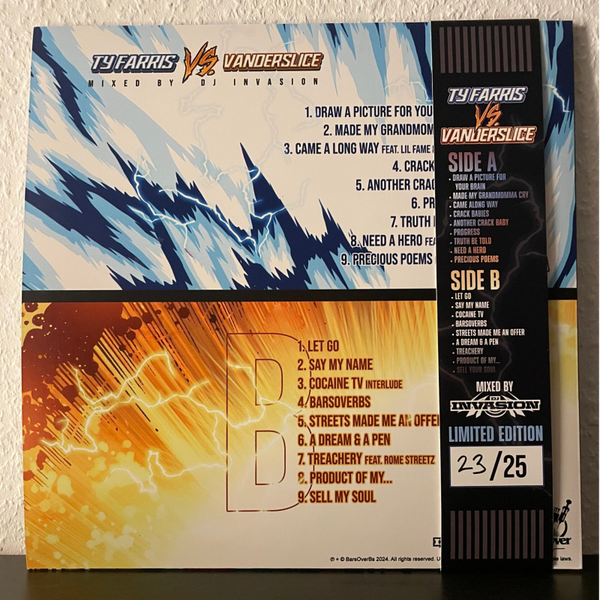 TY FARRIS VS. VANDERSLICE
MIXED BY DJ INVASION
1. DRAW A PICTURE FOR YOU
2. MADE MY GRANDMOM
3. CAME A LONG WAY FEAT. LIL FAME
4. CRACK
5. ANOTHER CRAC
6. PR
7. TRUTH
8. NEED A HERO FEA
9. PRECIOUS POEMS
B
1. LET GO
2. SAY MY NAME
3. COCAINE TV INTERLUDE
4. BARSOVERBS
5. STREETS MADE ME AN OFFER
6. A DREAM & A PEN
7. TREACHERY FEAT. ROME STREETZ
8. PRODUCT OF MY...
9. SELL MY SOUL
℗ + © BarsOverBs 2024. All rights reserved.
le laws.
TY FARRIS
VS.
VANDERSLICE
SIDE A
• DRAW A PICTURE FOR
YOUR BRAIN
• MADE MY GRANDMOMMA CRY
• CAME ALONG WAY
• CRACK BABIES
• ANOTHER CRACK BABY
• PROGRESS
• TRUTH BE TOLD
• NEED A HERO
• PRECIOUS POEMS
SIDE B
• LET GO
• SAY MY NAME
• COCAINE TV
• BARSOVERBS
• STREETS MADE ME AN OFFER
• A DREAM & A PEN
• TREACHERY
• PRODUCT OF MY...
• SELL YOUR SOUL
MIXED BY
DJ
INVASION
LIMITED EDITION
23/25